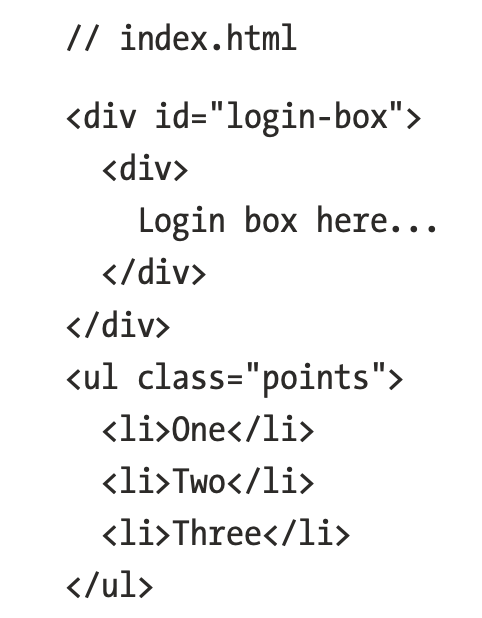 // index.html
<div id="login-box">
  <div>
    Login box here...
  </div>
</div>
<ul class="points">
  <li>One</li>
  <li>Two</li>
  <li>Three</li>
</ul>